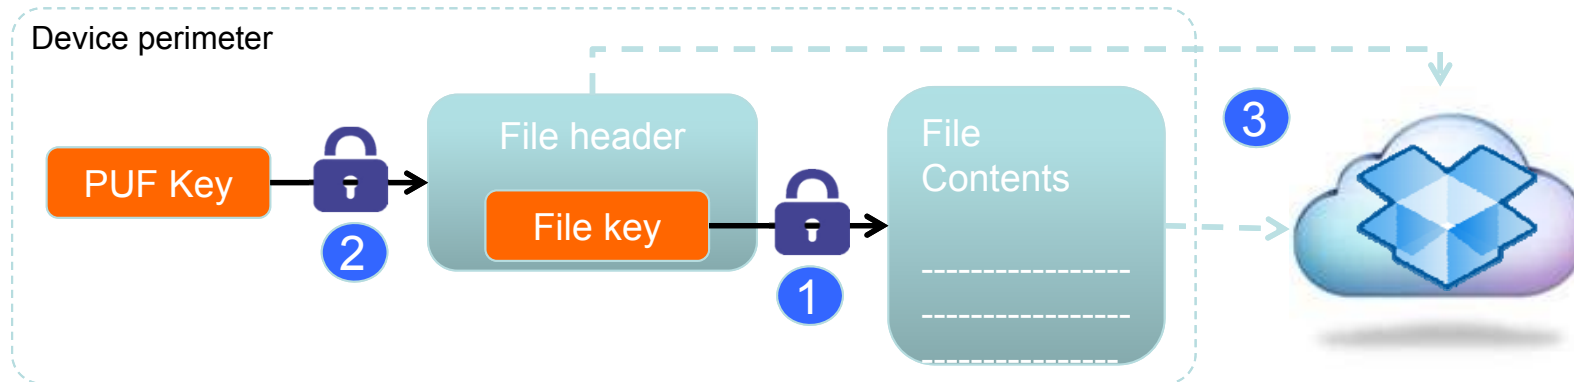 Device perimeter
PUF Key
2
File header
File key
1
File
Contents
3